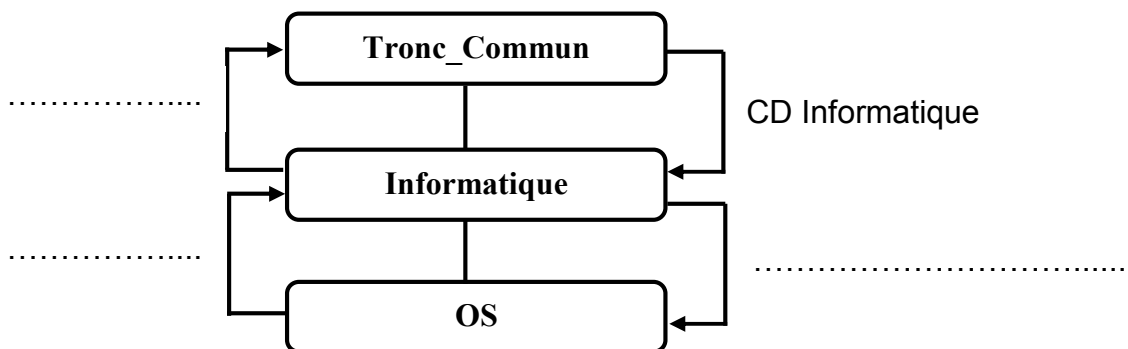 Tronc_Commun
.....................
CD Informatique
Informatique
.....................
...................................
OS